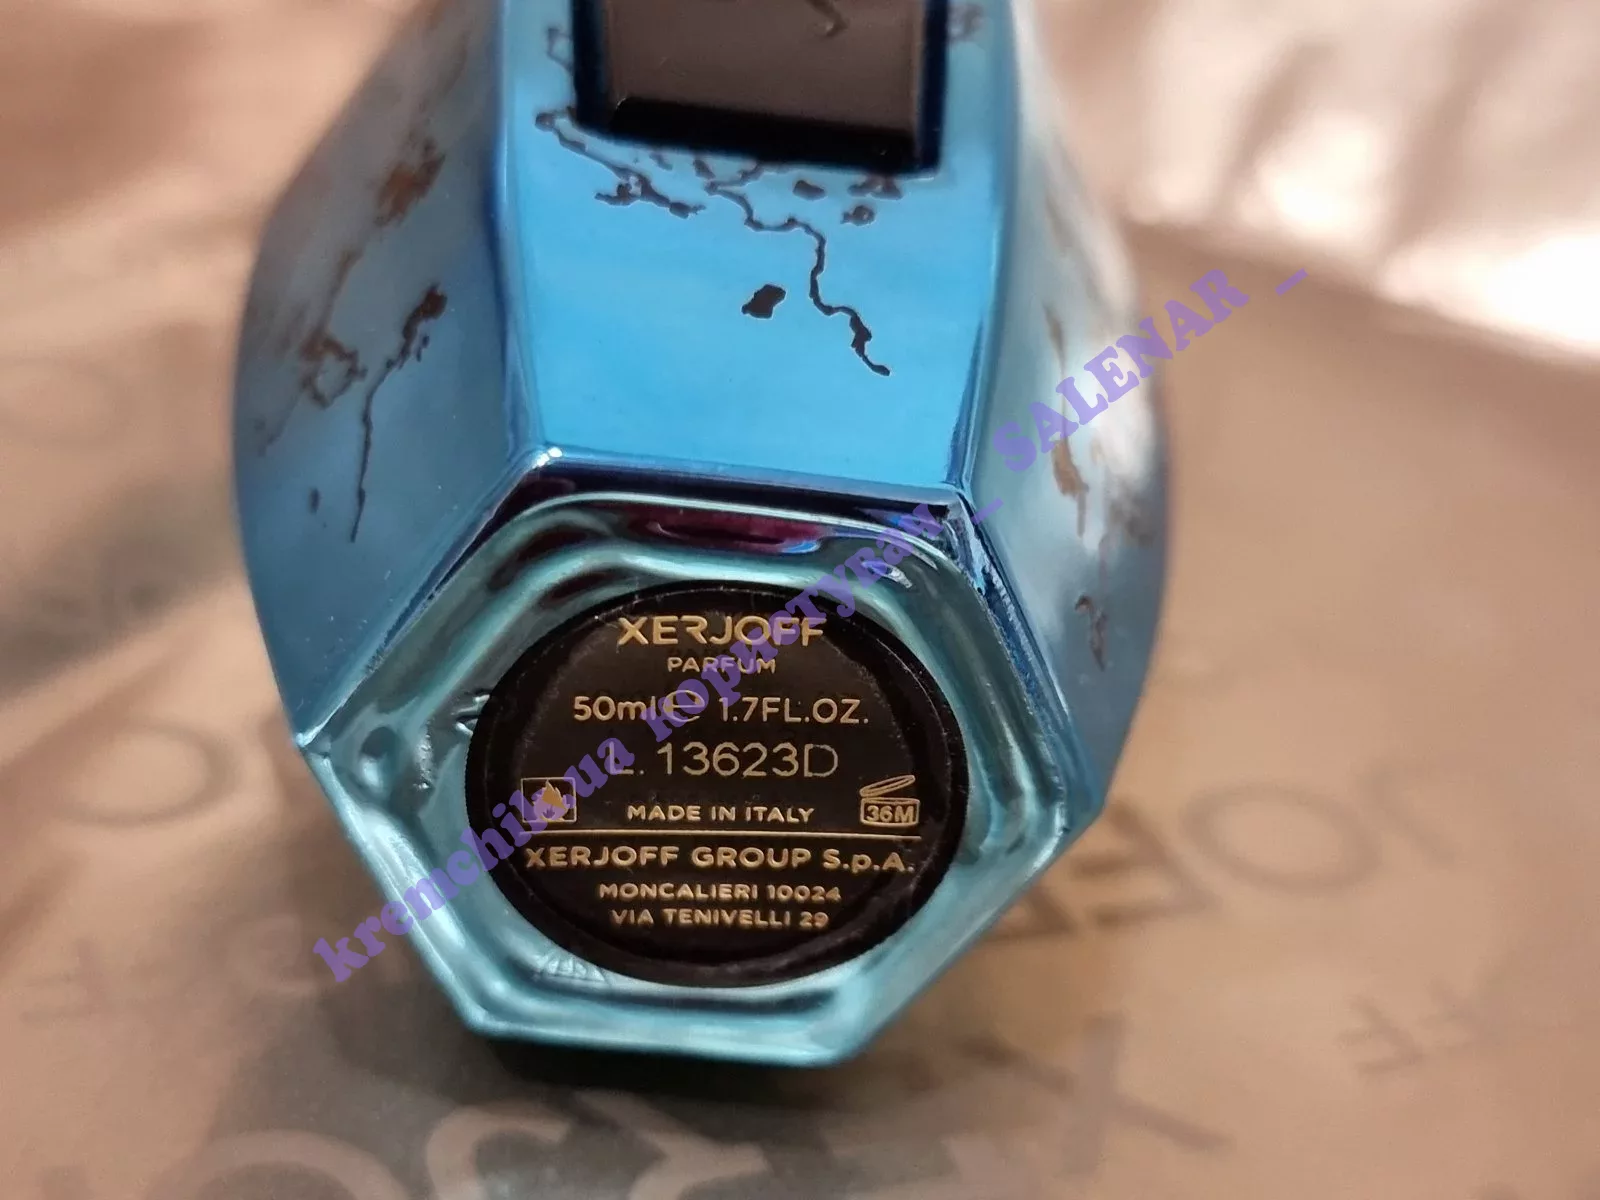 XERJOFF
PARFUM
50ml ℮ 1.7FL.OZ.
L. 13623D
MADE IN ITALY
36M
XERJOFF GROUP S.p.A.
MONCALIERI 10024
VIA TENIVELLI 29
kremchik.ua користувач _ SALENAR _